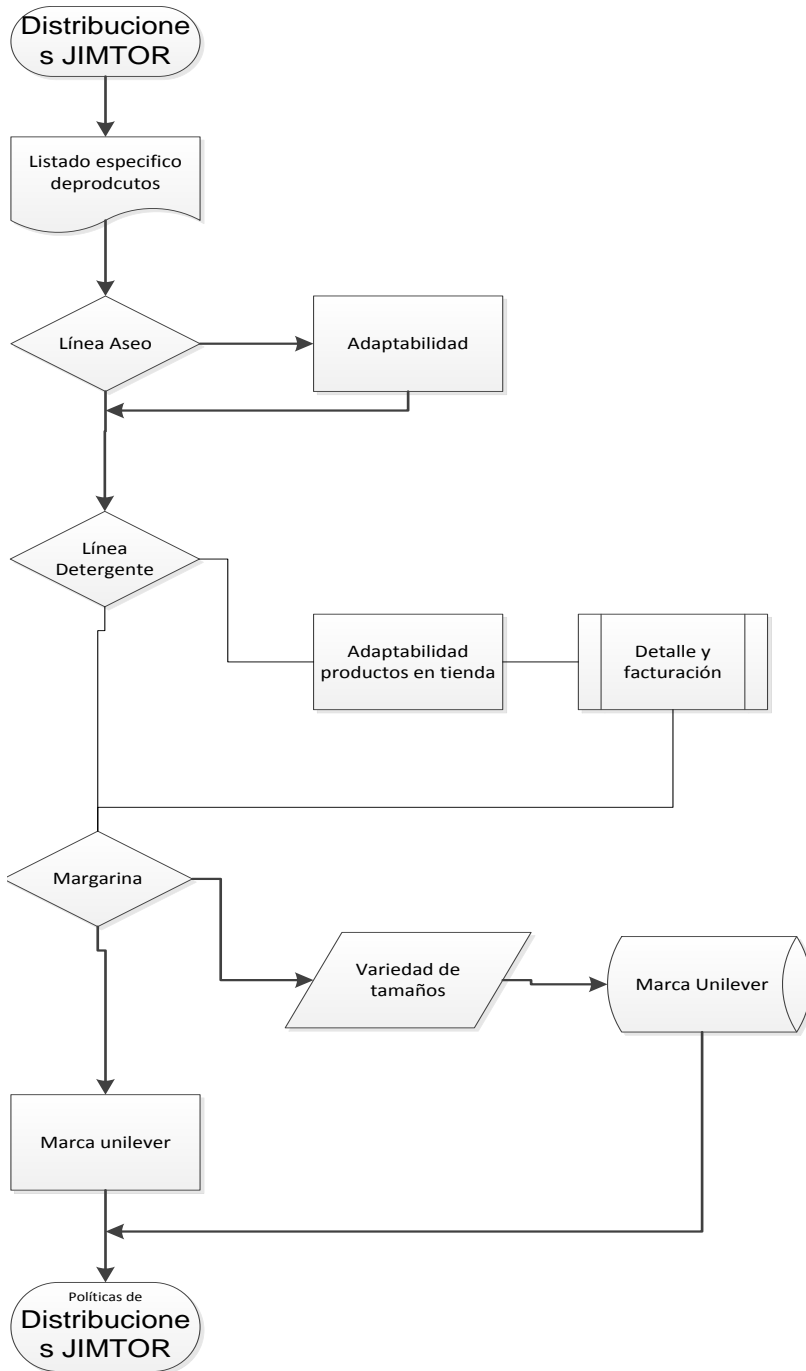 Distribucione
s JIMTOR
Listado especifico
deprodcutos
Línea Aseo
Adaptabilidad
Línea
Detergente
Adaptabilidad
productos en tienda
Detalle y
facturación
Margarina
Variedad de
tamaños
Marca Unilever
Marca unilever
Políticas de
Distribucione
s JIMTOR